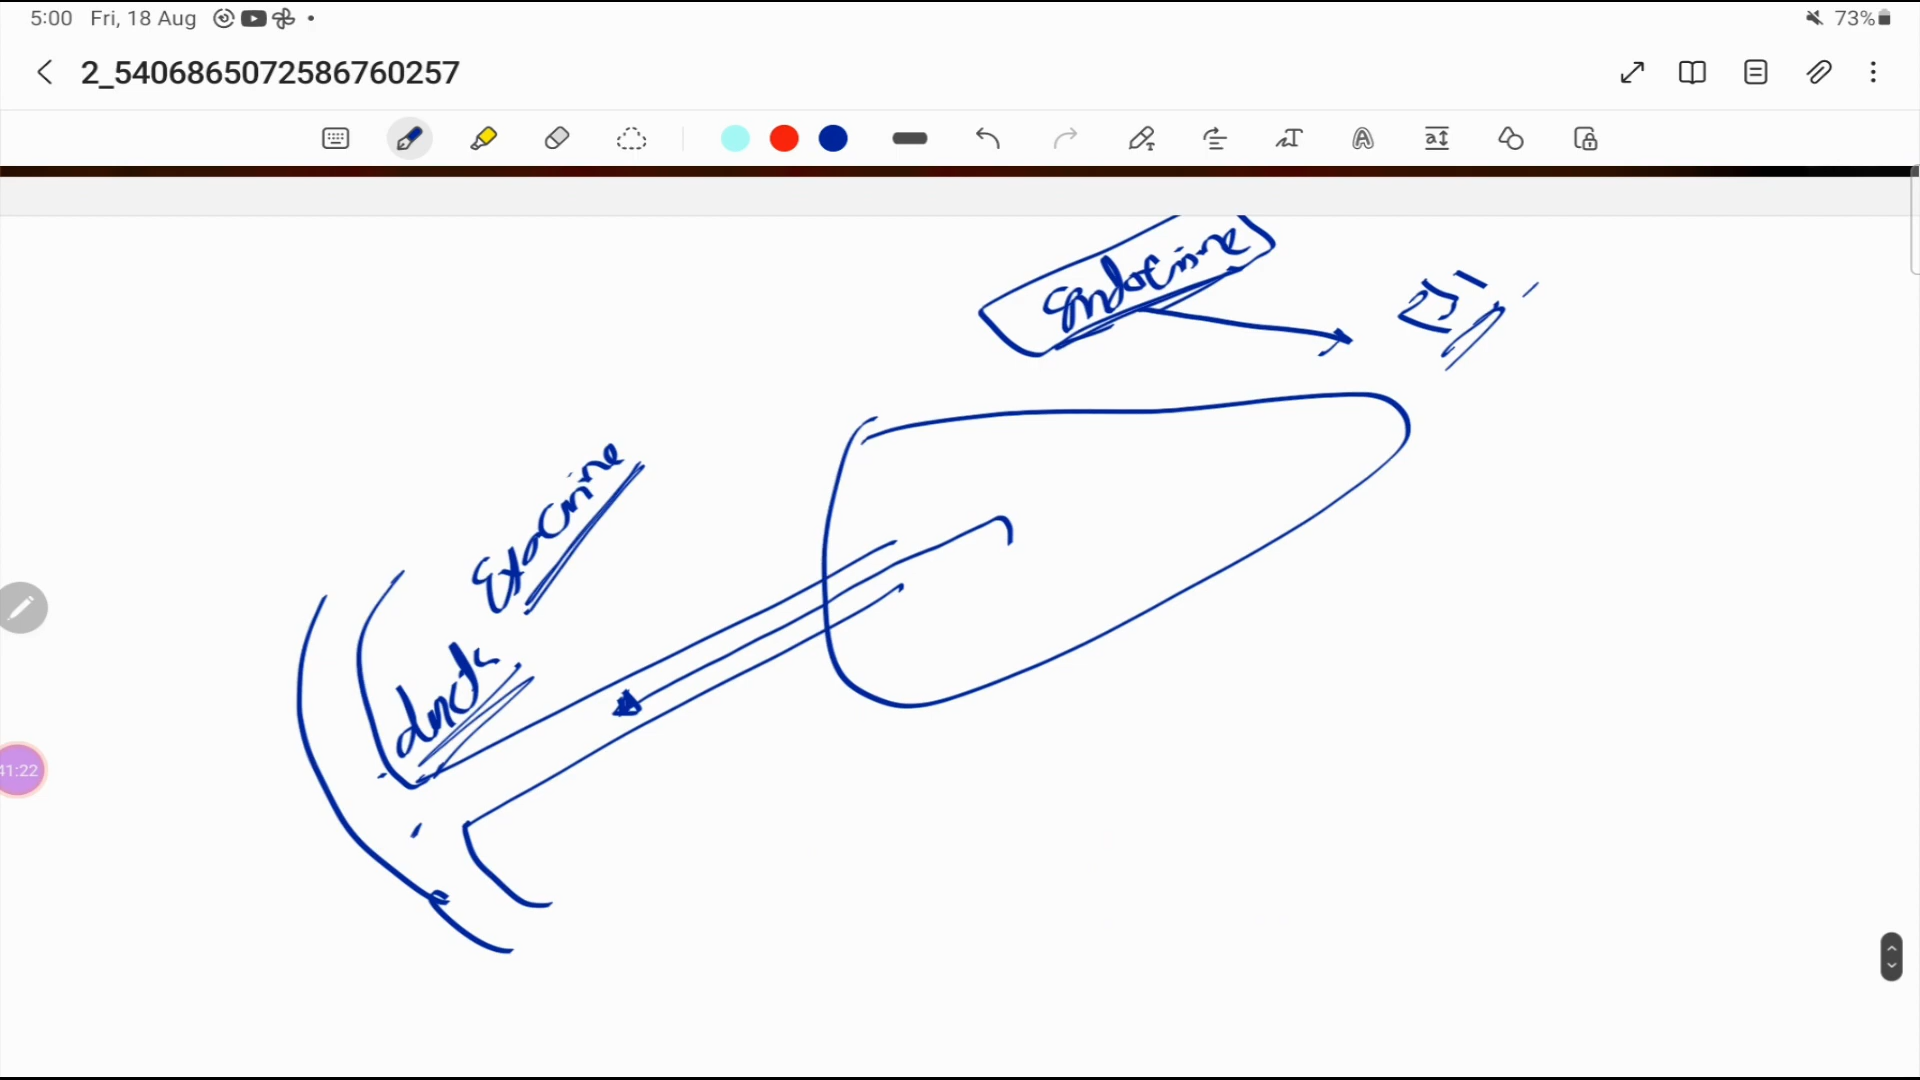 5:00 Fri, 18 Aug
73%
2_5406865072586760257
Endocrine
Exocrine
duct
41:22